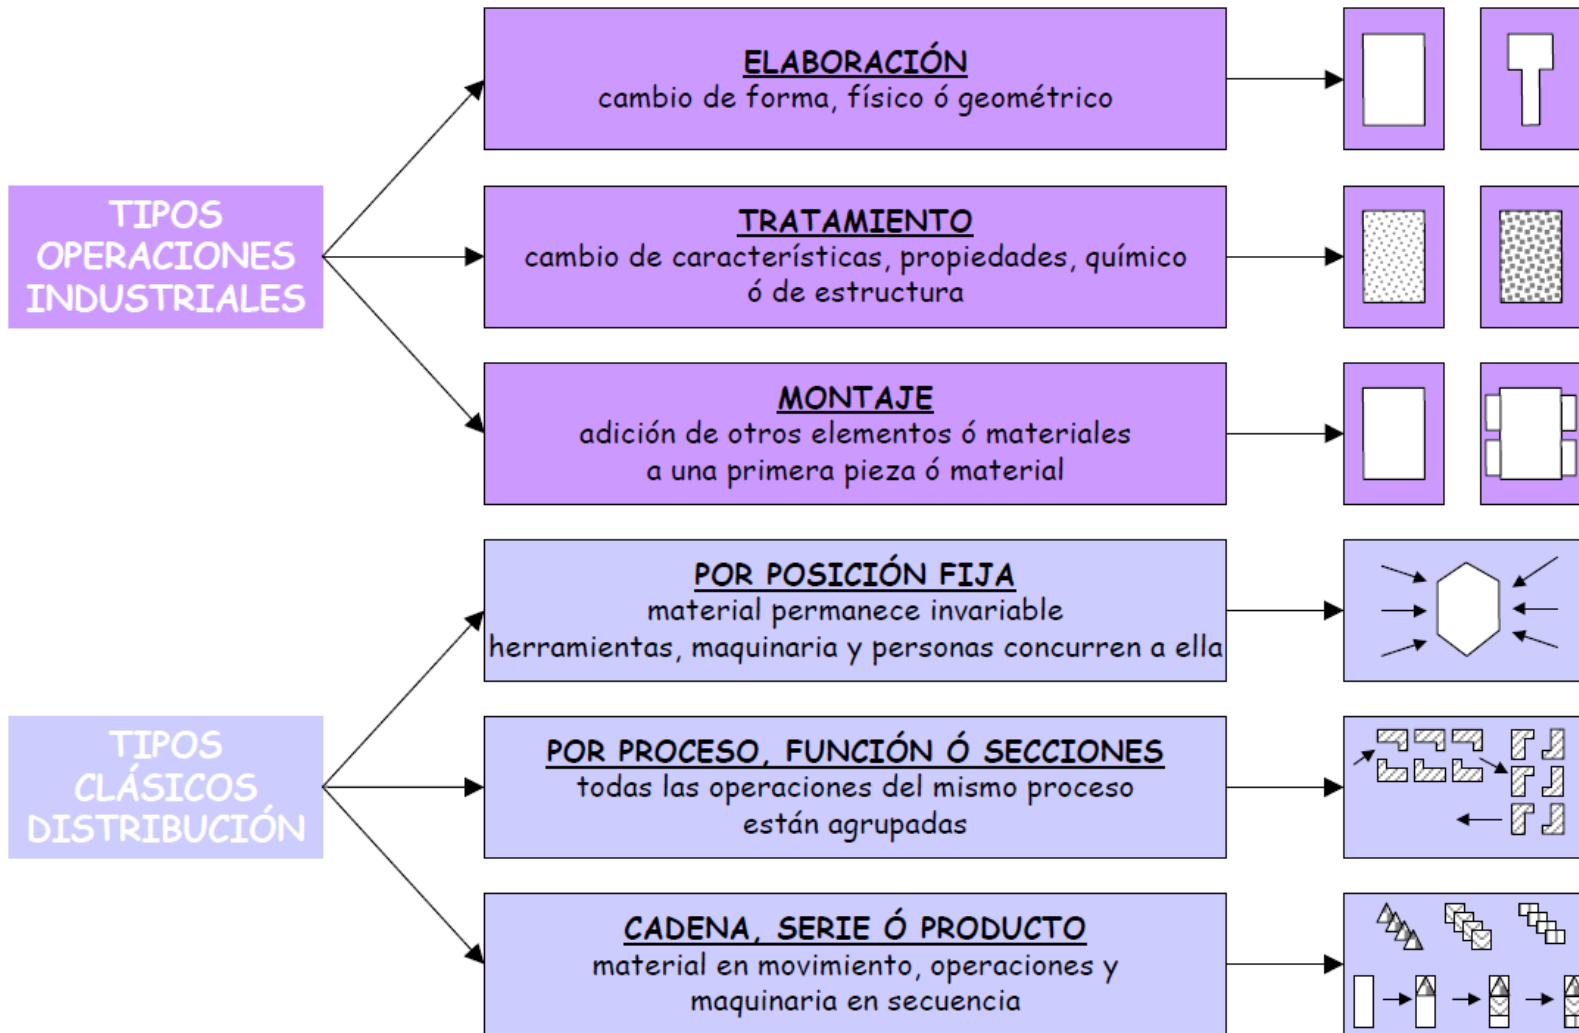 ELABORACIÓN
cambio de forma, físico ó geométrico
TIPOS
OPERACIONES
INDUSTRIALES
TRATAMIENTO
cambio de características, propiedades, químico
ó de estructura
MONTAJE
adición de otros elementos ó materiales
a una primera pieza ó material
POR POSICIÓN FIJA
material permanece invariable
herramientas, maquinaria y personas concurren a ella
TIPOS
CLÁSICOS
DISTRIBUCIÓN
POR PROCESO, FUNCIÓN Ó SECCIONES
todas las operaciones del mismo proceso
están agrupadas
CADENA, SERIE Ó PRODUCTO
material en movimiento, operaciones y
maquinaria en secuencia